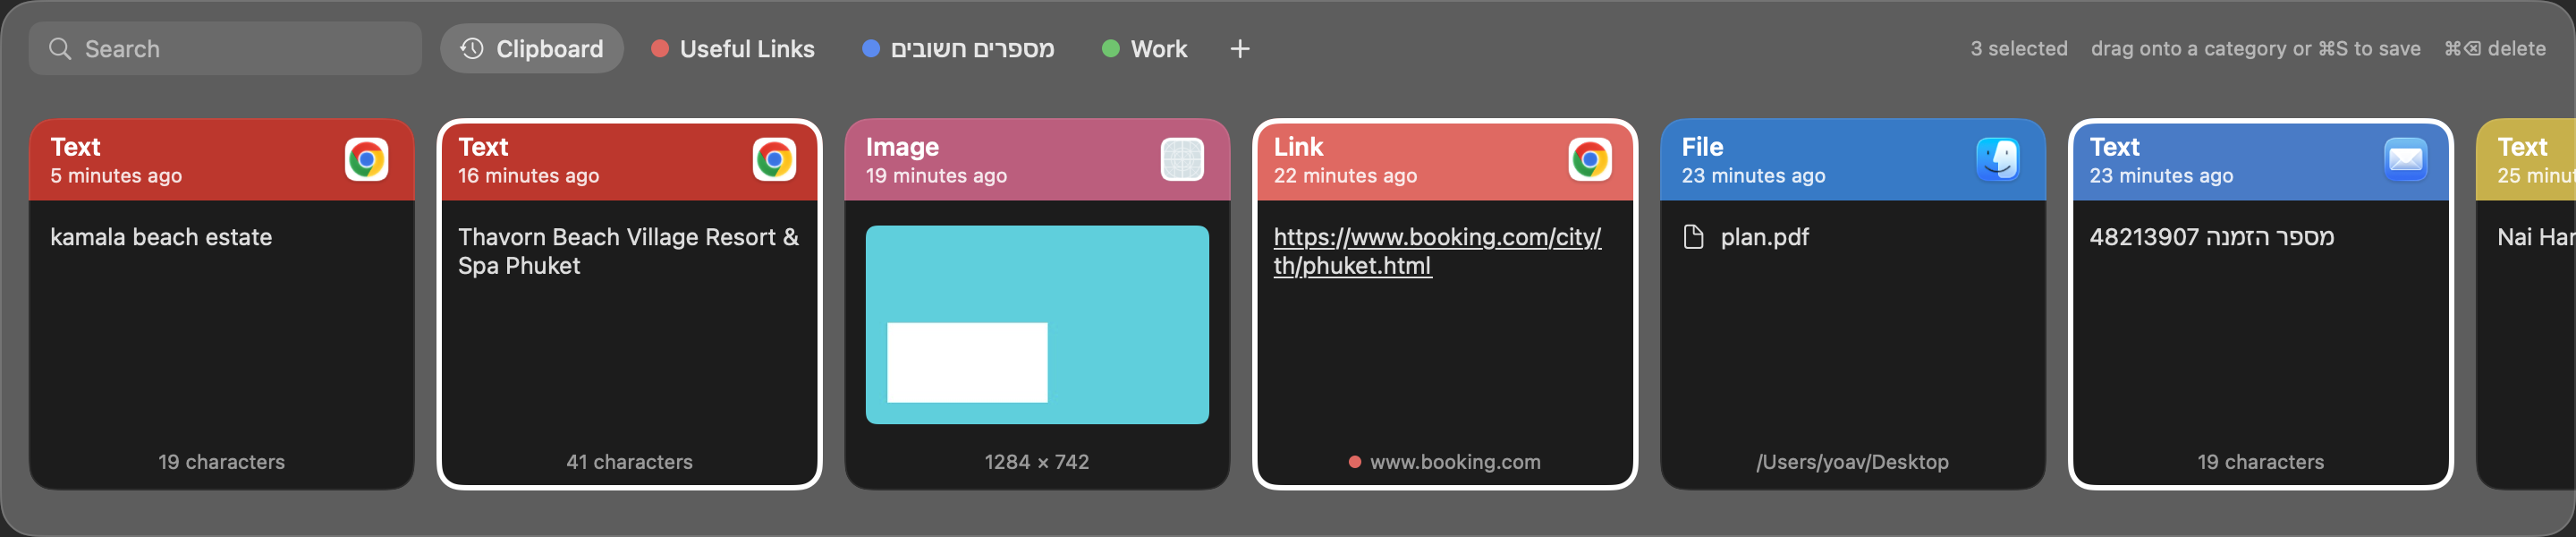 Search
Clipboard
Useful Links
מספרים חשובים
Work
3 selected drag onto a category or ⌘S to save ⌘⌫ delete
Text
5 minutes ago
kamala beach estate
19 characters
Text
16 minutes ago
Thavorn Beach Village Resort &
Spa Phuket
41 characters
Image
19 minutes ago
1284 × 742
Link
22 minutes ago
https://www.booking.com/city/
th/phuket.html
www.booking.com
File
23 minutes ago
plan.pdf
/Users/yoav/Desktop
Text
23 minutes ago
מספר הזמנה 48213907
19 characters
Text
25
Nai